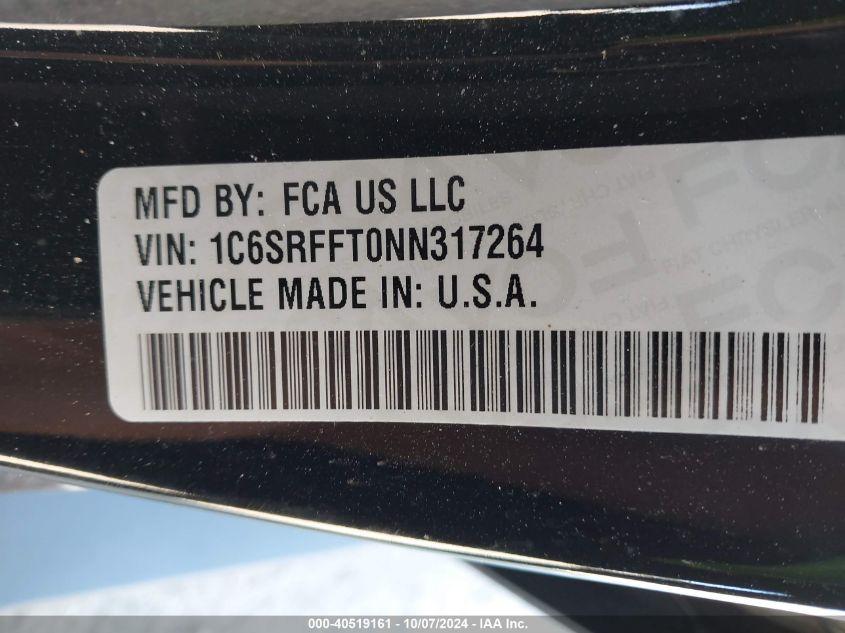 MFD BY: FCA US LLC
VIN: 1C6SRFFT0NN317264
VEHICLE MADE IN: U.S.A.
000-40519161 - 10/07/2024 - IAA Inc.